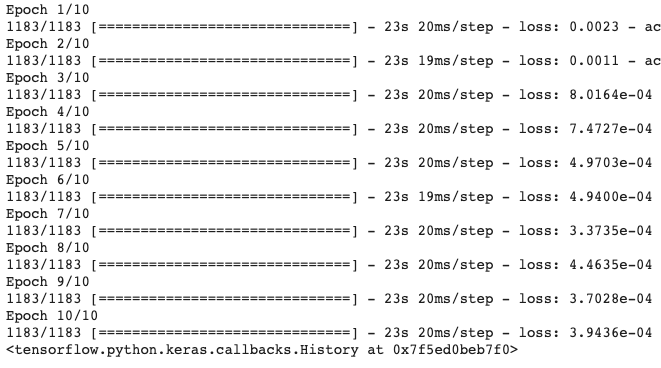 Epoch 1/10
1183/1183 [==============================] - 23s 20ms/step - loss: 0.0023 - ac
Epoch 2/10
1183/1183 [==============================] - 23s 19ms/step - loss: 0.0011 - ac
Epoch 3/10
1183/1183 [==============================] - 23s 20ms/step - loss: 8.0164e-04
Epoch 4/10
1183/1183 [==============================] - 23s 20ms/step - loss: 7.4727e-04
Epoch 5/10
1183/1183 [==============================] - 23s 20ms/step - loss: 4.9703e-04
Epoch 6/10
1183/1183 [==============================] - 23s 19ms/step - loss: 4.9400e-04
Epoch 7/10
1183/1183 [==============================] - 23s 20ms/step - loss: 3.3735e-04
Epoch 8/10
1183/1183 [==============================] - 23s 20ms/step - loss: 4.4635e-04
Epoch 9/10
1183/1183 [==============================] - 23s 20ms/step - loss: 3.7028e-04
Epoch 10/10
1183/1183 [==============================] - 23s 20ms/step - loss: 3.9436e-04
<tensorflow.python.keras.callbacks.History at 0x7f5ed0beb7f0>